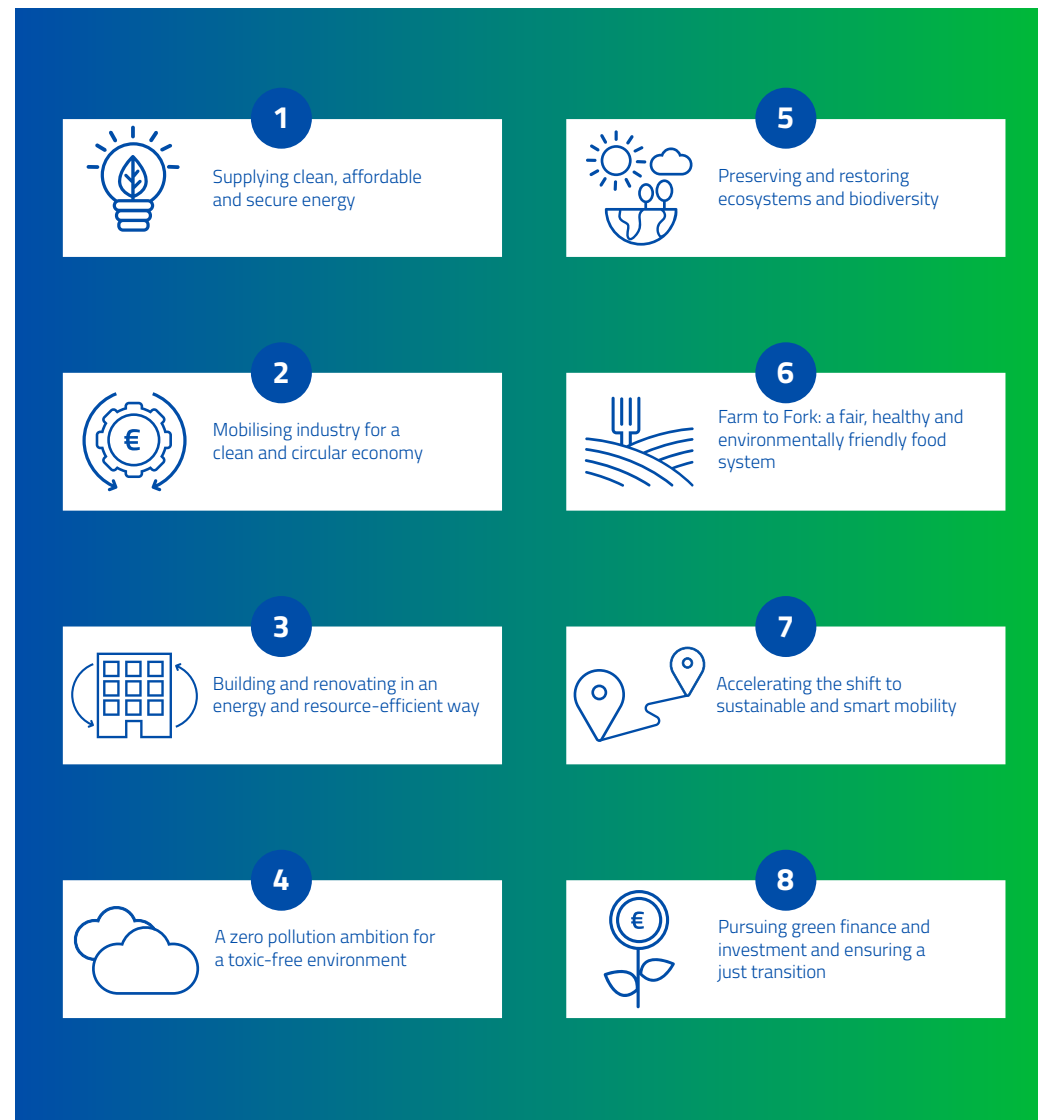 1
Supplying clean, affordable
and secure energy
2
€
Mobilising industry for a
clean and circular economy
3
Building and renovating in an
energy and resource-efficient way
4
A zero pollution ambition for
a toxic-free environment
5
Preserving and restoring
ecosystems and biodiversity
6
Farm to Fork: a fair, healthy and
environmentally friendly food
system
7
Accelerating the shift to
sustainable and smart mobility
8
€
Pursuing green finance and
investment and ensuring a
just transition